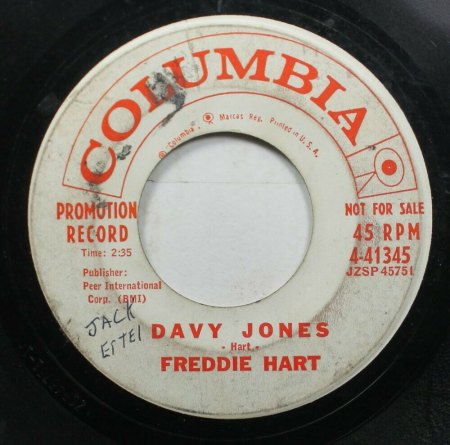 COLUMBIA
® "Columbia" Marcas Reg. Printed in U.S.A.
PROMOTION
RECORD
Time: 2:35
Publisher:
Peer International
Corp. (BMI)
NOT FOR SALE
45 RPM
4-41345
JZSP 45751
JACK
ESTEl
DAVY JONES
- Hart -
FREDDIE HART